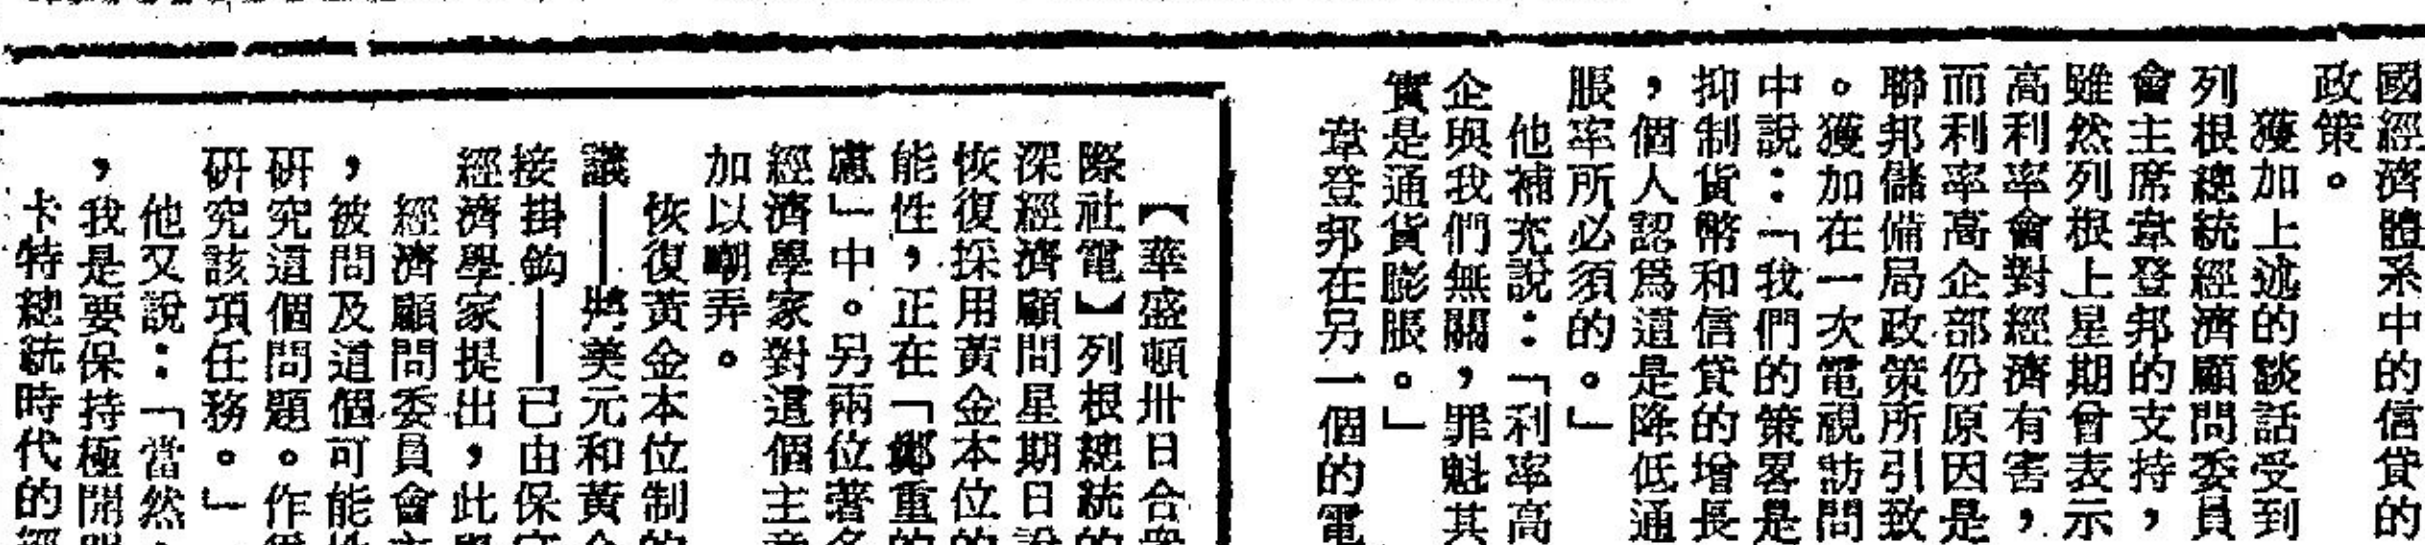 國經濟體系中的信貸的
政策。
獲加上述的談話受到
列根總統經濟顧問委員
會主席韋登邦的支持，
雖然列根上星期曾表示
高利率會對經濟有害，
而利率高企部份原因是
聯邦儲備局政策所引致
。獲加在一次電視訪問
中說：「我們的策畧是
抑制貨幣和信貸的增長
，個人認爲這是降低通
脹率所必須的。」
他補充說：「利率高
企與我們無關，罪魁其
實是通貨膨脹。」
韋登邦在另一個的電
【華盛頓卅日合衆
際社電】列根總統的
深經濟顧問星期日說
恢復採用黃金本位的
能性，正在「鄭重的
慮」中。另兩位著名
經濟學家對這個主意
加以嘲弄。
恢復黃金本位制的
議——將美元和黃金
接掛鈎——已由保守
經濟學家提出，此學
經濟顧問委員會主
，被問及這個可能性
研究這個問題。作爲
研究該項任務。」
他又說：「當然，
，我是要保持極開明
卡特總統時代的經